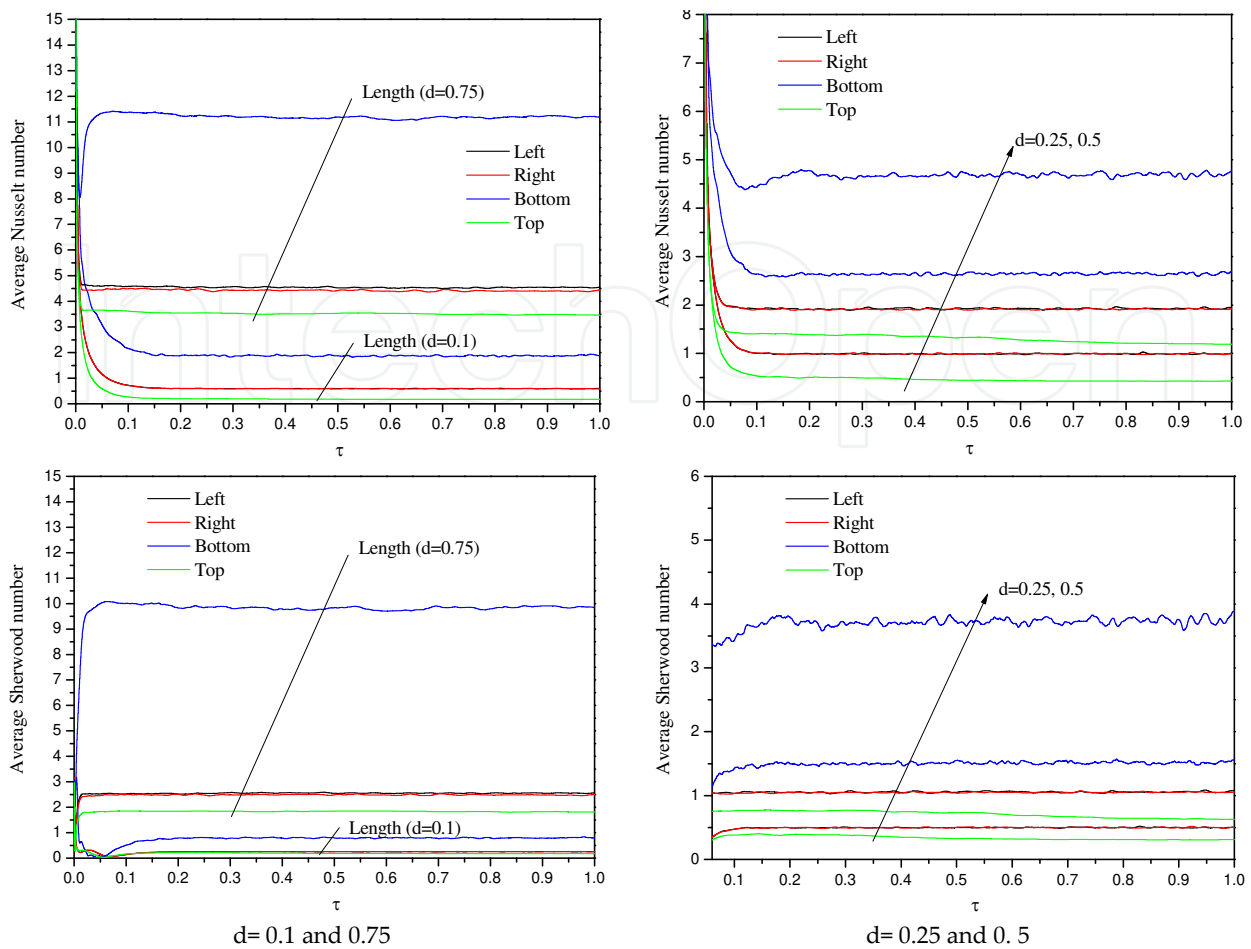 15
14
13
12
11
10
9
8
7
6
5
4
3
2
1
0
Average Nusselt number
Length (d=0.75)
Left
Right
Bottom
Top
Length (d=0.1)
0.0 0.1 0.2 0.3 0.4 0.5 0.6 0.7 0.8 0.9 1.0
τ
8
7
6
5
4
3
2
1
0
Average Nusselt number
Left
Right
Bottom
Top
d=0.25, 0.5
0.0 0.1 0.2 0.3 0.4 0.5 0.6 0.7 0.8 0.9 1.0
τ
IntechOpen
15
14
13
12
11
10
9
8
7
6
5
4
3
2
1
0
Average Sherwood number
Left
Right
Bottom
Top
Length (d=0.75)
Length (d=0.1)
0.0 0.1 0.2 0.3 0.4 0.5 0.6 0.7 0.8 0.9 1.0
τ
d= 0.1 and 0.75
6
5
4
3
2
1
0
Average Sherwood number
Left
Right
Bottom
Top
d=0.25, 0.5
0.1 0.2 0.3 0.4 0.5 0.6 0.7 0.8 0.9 1.0
τ
d= 0.25 and 0. 5